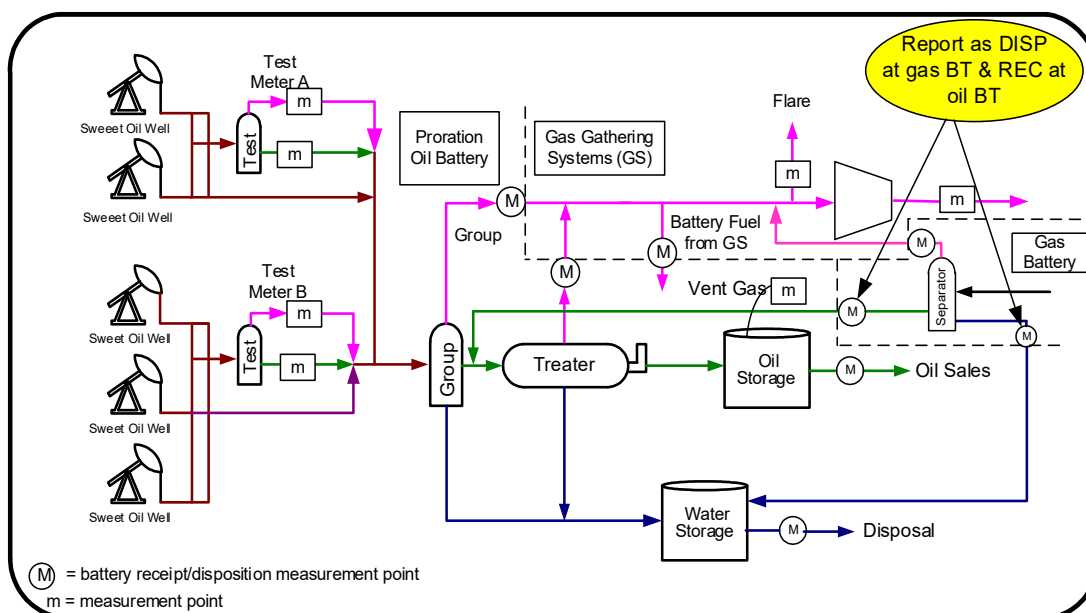 Report as DISP
at gas BT & REC at
oil BT
Test
Meter A
m
m
Test
Sweeet Oil Well
Sweeet Oil Well
Proration
Oil Battery
Gas Gathering
Systems (GS)
Flare
m
M
Group
m
Battery Fuel
from GS
M
M
M
Gas
Battery
Separator
M
M
Vent Gas
m
Test
Meter B
m
m
Test
Sweet Oil Well
Sweet Oil Well
Sweet Oil Well
Group
Treater
Oil
Storage
M
Oil Sales
Water
Storage
M
Disposal
M = battery receipt/disposition measurement point
m = measurement point